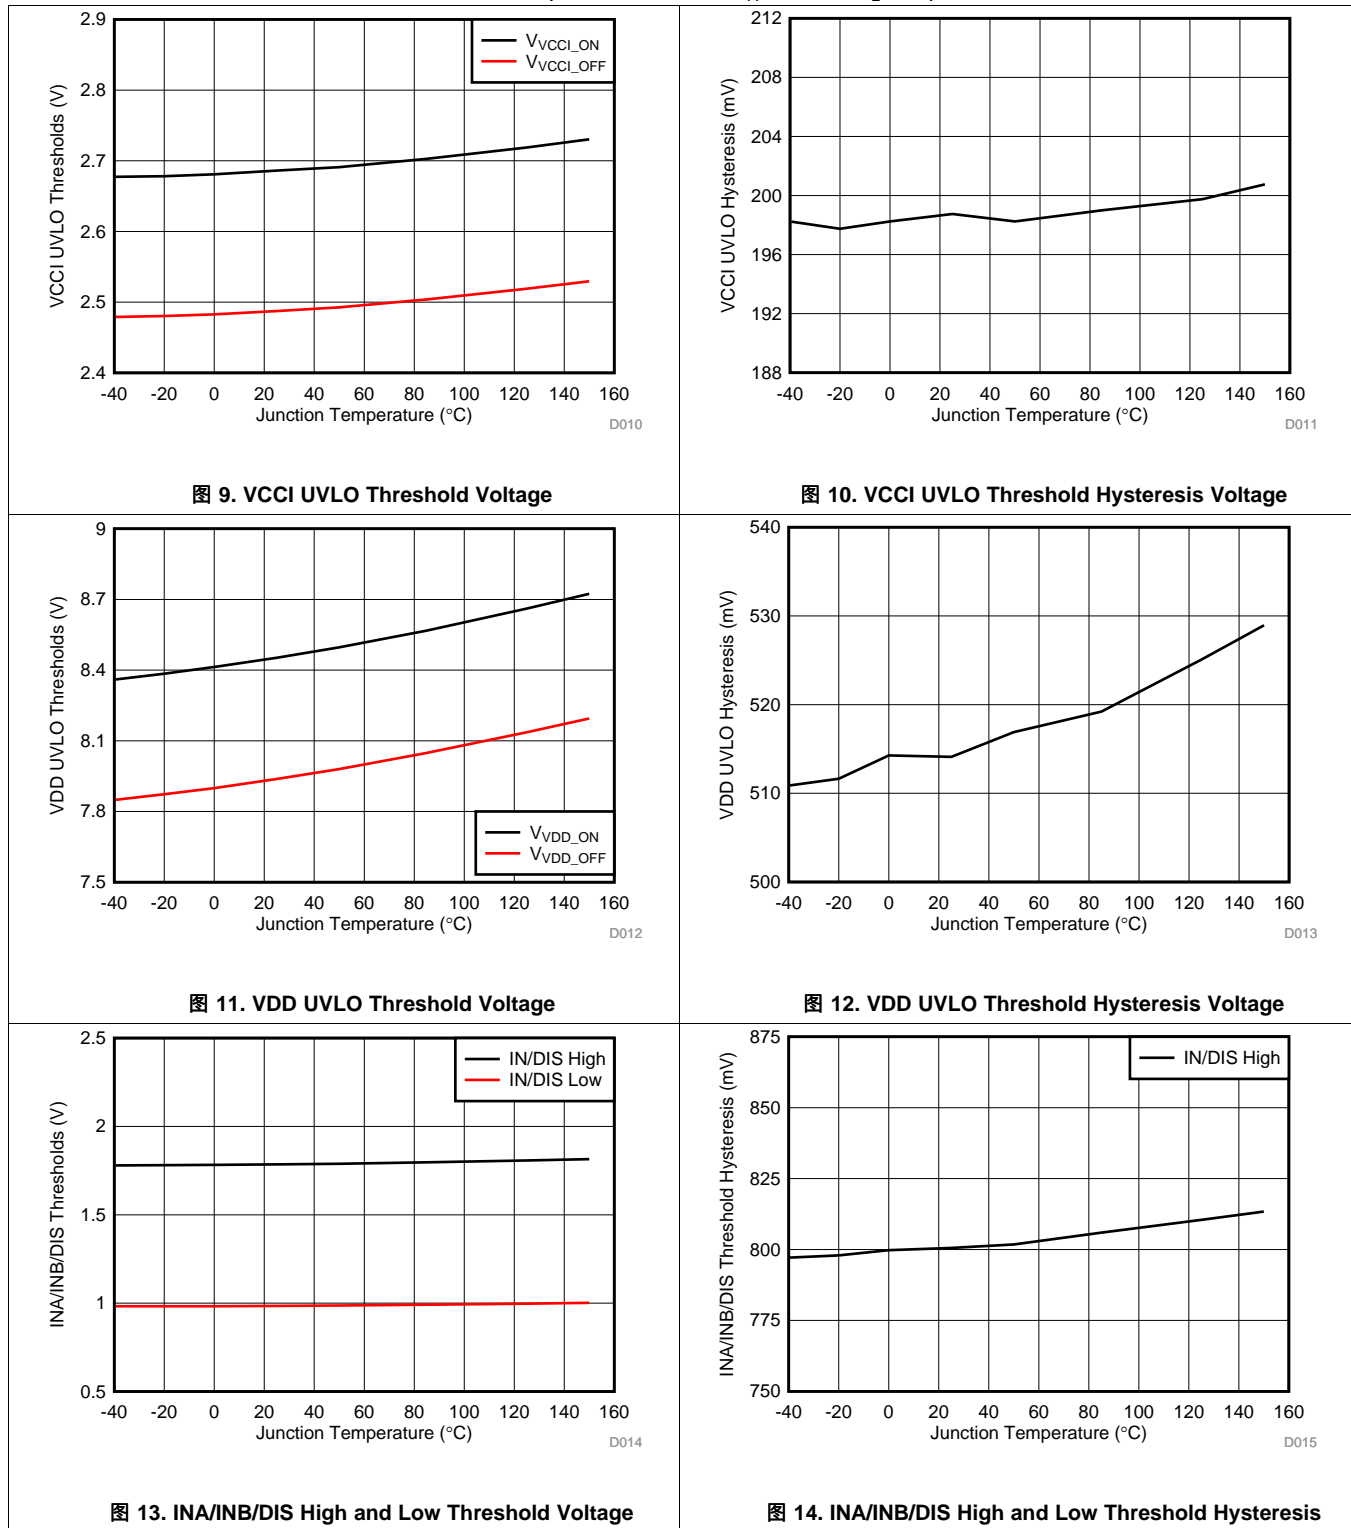 2.9
2.8
2.7
2.6
2.5
2.4
VCCI UVLO Thresholds (V)
VVCCI_ON
VVCCI_OFF
-40 -20 0 20 40 60 80 100 120 140 160
Junction Temperature (°C)
D010
图 9. VCCI UVLO Threshold Voltage
212
208
204
200
196
192
188
VCCI UVLO Hysteresis (mV)
-40 -20 0 20 40 60 80 100 120 140 160
Junction Temperature (°C)
D011
图 10. VCCI UVLO Threshold Hysteresis Voltage
9
8.7
8.4
8.1
7.8
7.5
VDD UVLO Thresholds (V)
VVDD_ON
VVDD_OFF
-40 -20 0 20 40 60 80 100 120 140 160
Junction Temperature (°C)
D012
图 11. VDD UVLO Threshold Voltage
540
530
520
510
500
VDD UVLO Hysteresis (mV)
-40 -20 0 20 40 60 80 100 120 140 160
Junction Temperature (°C)
D013
图 12. VDD UVLO Threshold Hysteresis Voltage
2.5
2
1.5
1
0.5
INA/INB/DIS Thresholds (V)
IN/DIS High
IN/DIS Low
-40 -20 0 20 40 60 80 100 120 140 160
Junction Temperature (°C)
D014
图 13. INA/INB/DIS High and Low Threshold Voltage
875
850
825
800
775
750
INA/INB/DIS Threshold Hysteresis (mV)
IN/DIS High
-40 -20 0 20 40 60 80 100 120 140 160
Junction Temperature (°C)
D015
图 14. INA/INB/DIS High and Low Threshold Hysteresis